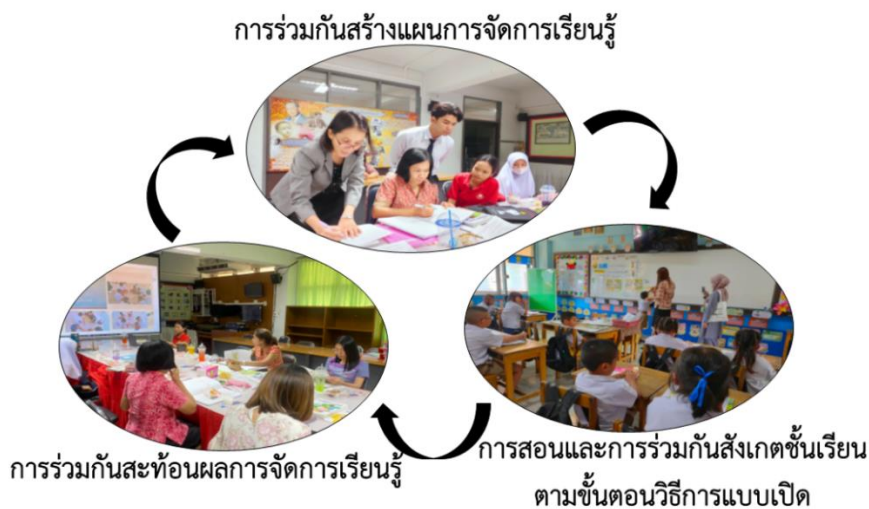 การร่วมกันสร้างแผนการจัดการเรียนรู้
การสอนและการร่วมกันสังเกตชั้นเรียน
ตามขั้นตอนวิธีการแบบเปิด
การร่วมกันสะท้อนผลการจัดการเรียนรู้